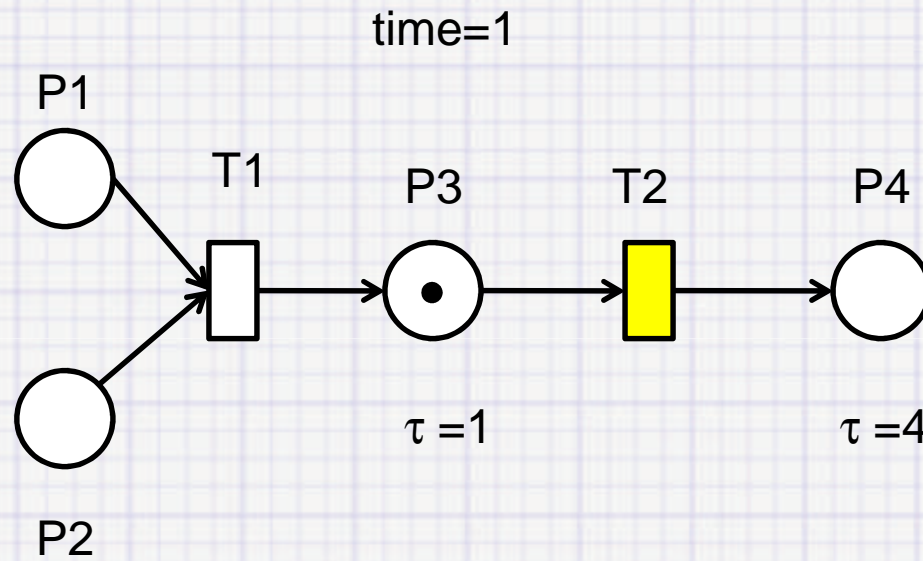 time=1
P1
T1
P3
T2
P4
τ =1
τ =4
P2